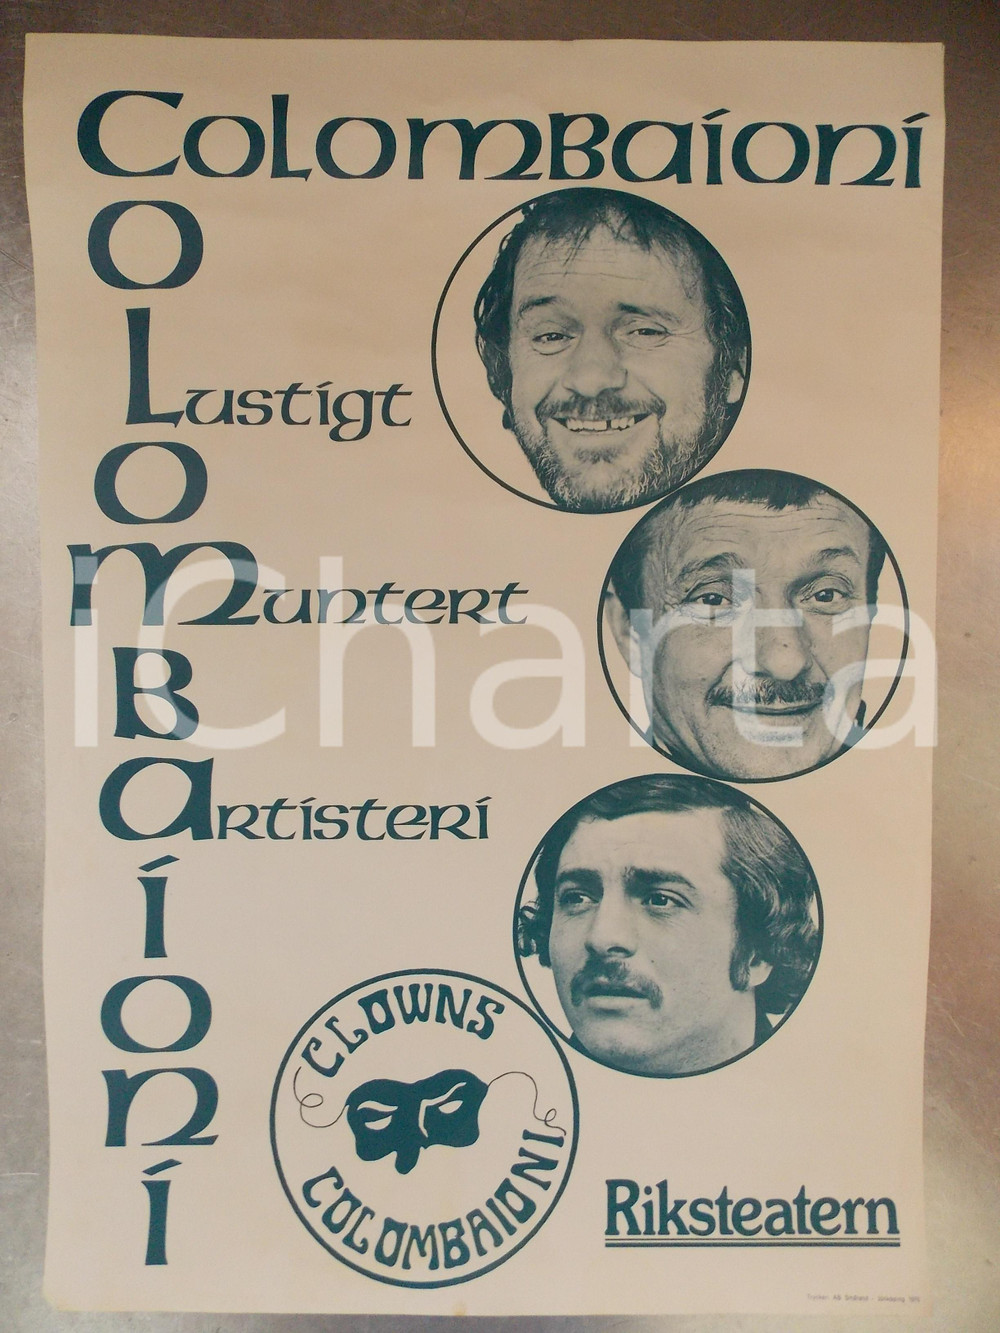 Colombaioni
Colombaioni
Lustigt
Muntert
Artisteri
CLOWNS
COLOMBAIONI
Riksteatern
iCharta